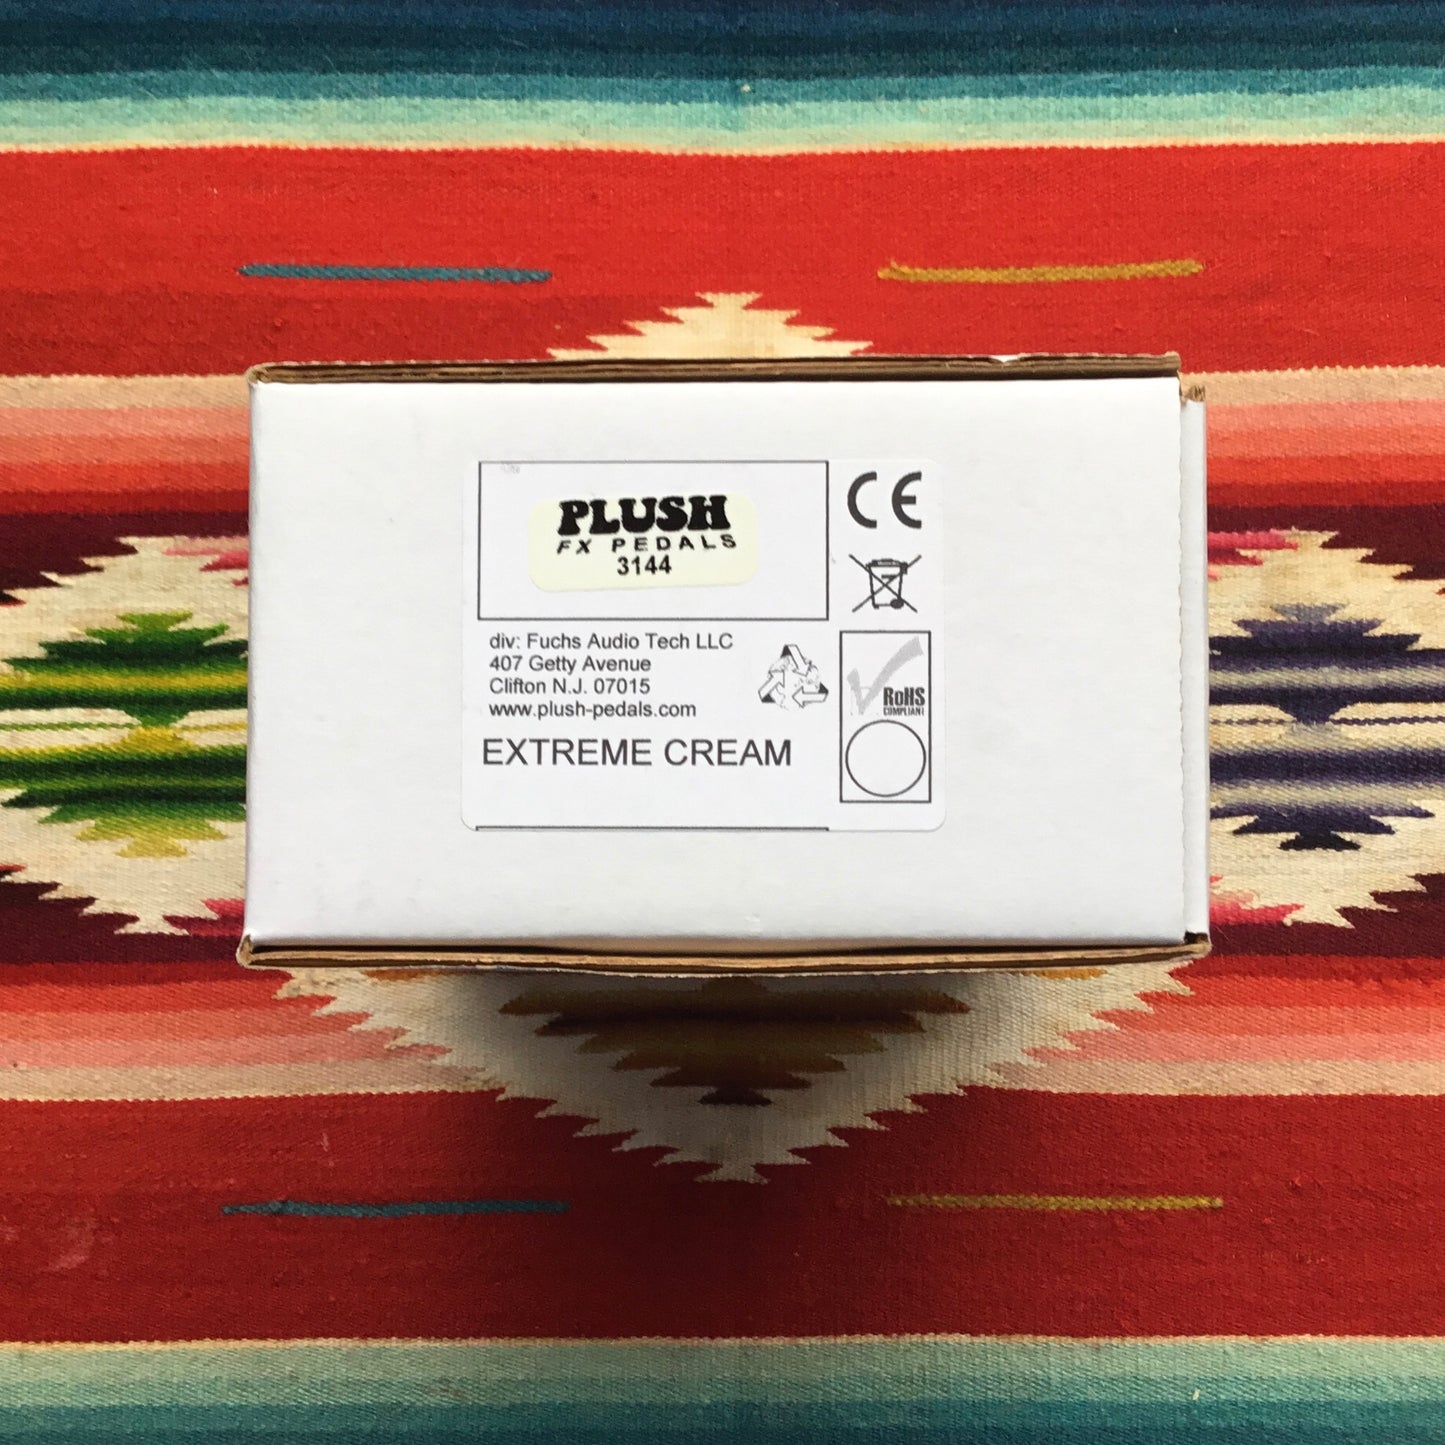 PLUSH
FX PEDALS
3144
CE
div: Fuchs Audio Tech LLC
407 Getty Avenue
Clifton N.J. 07015
www.plush-pedals.com
RoHS
COMPLIANT
EXTREME CREAM